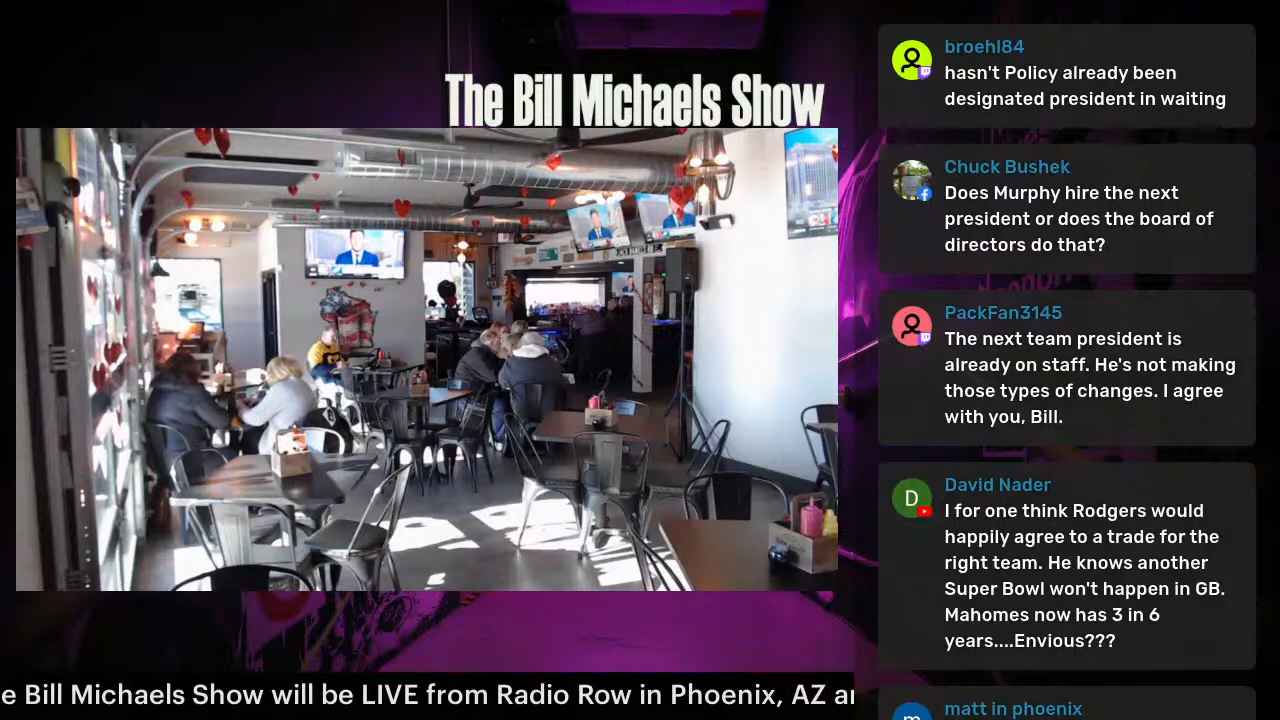 The Bill Michaels Show
broehl84
hasn't Policy already been
designated president in waiting
Chuck Bushek
Does Murphy hire the next
president or does the board of
directors do that?
PackFan3145
The next team president is
already on staff. He's not making
those types of changes. I agree
with you, Bill.
David Nader
D
I for one think Rodgers would
happily agree to a trade for the
right team. He knows another
Super Bowl won't happen in GB.
Mahomes now has 3 in 6
years....Envious???
matt in phoenix
m
e Bill Michaels Show will be LIVE from Radio Row in Phoenix, AZ ar